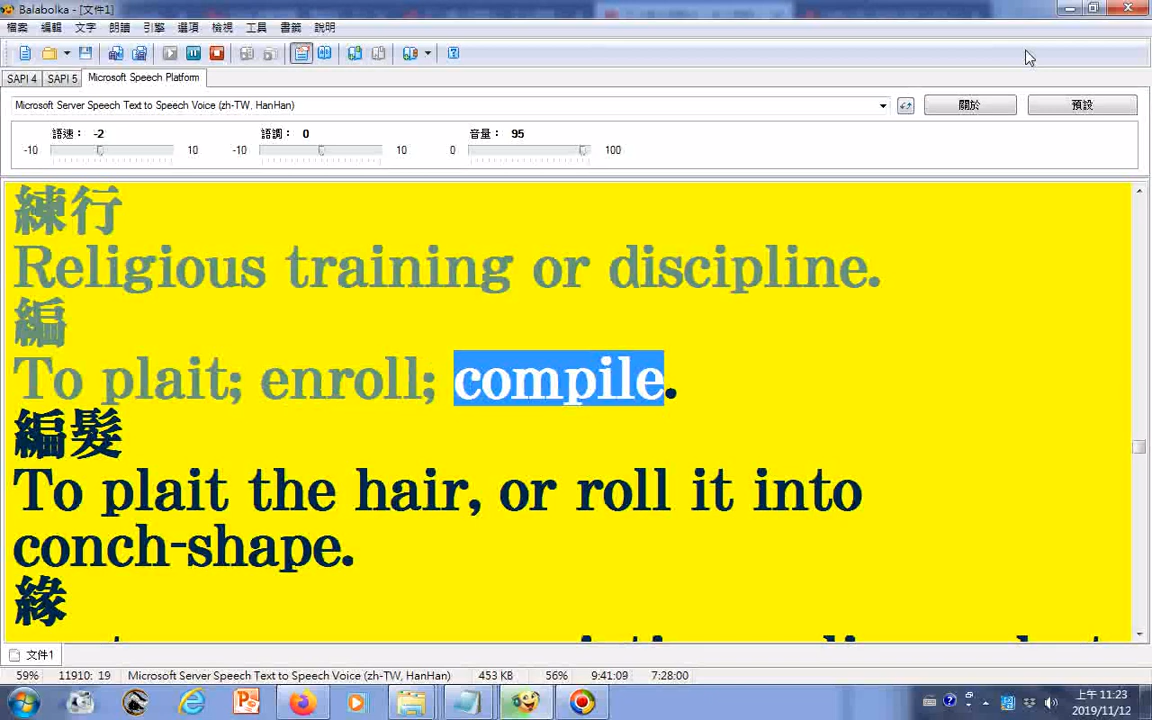 Balabolka - [文件1]
檔案 編輯 文字 朗讀 引擎 選項 檢視 工具 書籤 說明
SAPI 4 SAPI 5 Microsoft Speech Platform
Microsoft Server Speech Text to Speech Voice (zh-TW, HanHan) 關於 預設
語速： -2 語調： 0 音量： 95
-10 10 -10 10 0 100
練行
Religious training or discipline.
編
To plait; enroll; compile.
編髮
To plait the hair, or roll it into
conch-shape.
緣
文件1
59% 11910: 19 Microsoft Server Speech Text to Speech Voice (zh-TW, HanHan) 453 KB 56% 9:41:09 7:28:00
上午 11:23
2019/11/12